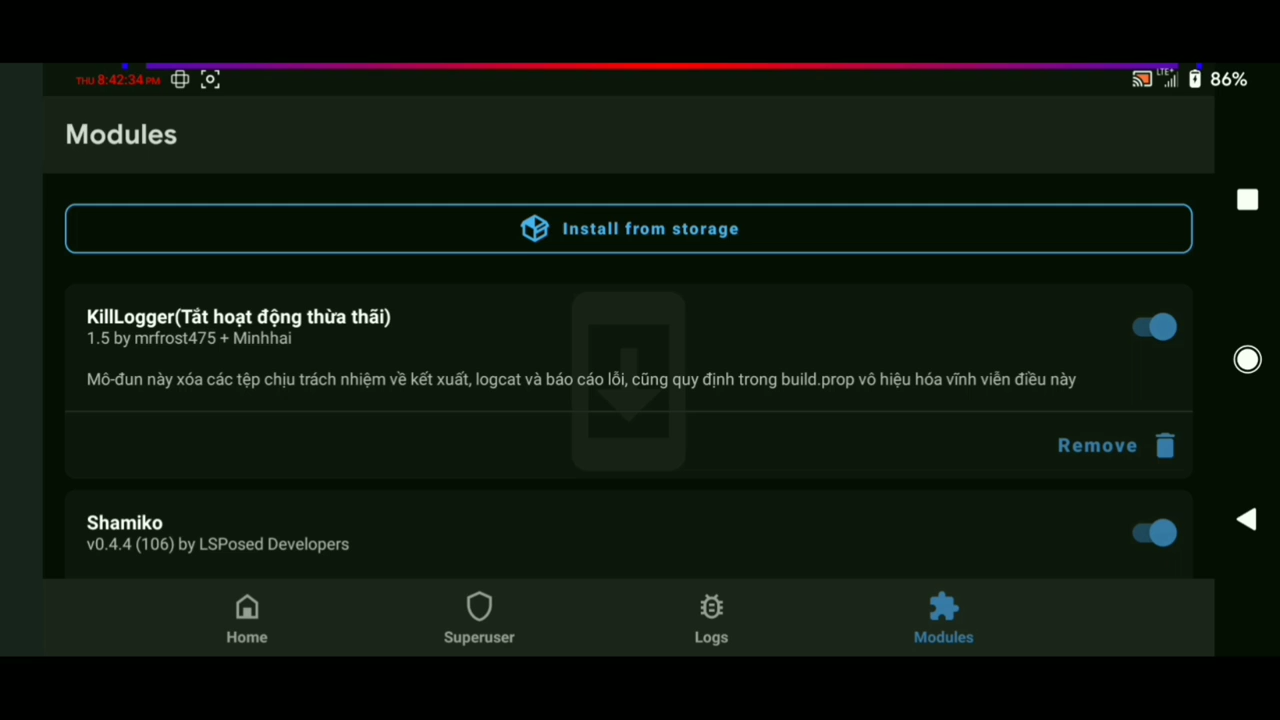 THU 8:42:34 PM
LTE+
86%
Modules
Install from storage
KillLogger(Tắt hoạt động thừa thãi)
1.5 by mrfrost475 + Minhhai
Mô-đun này xóa các tệp chịu trách nhiệm về kết xuất, logcat và báo cáo lỗi, cũng quy định trong build.prop vô hiệu hóa vĩnh viễn điều này
Remove
Shamiko
v0.4.4 (106) by LSPosed Developers
Home
Superuser
Logs
Modules